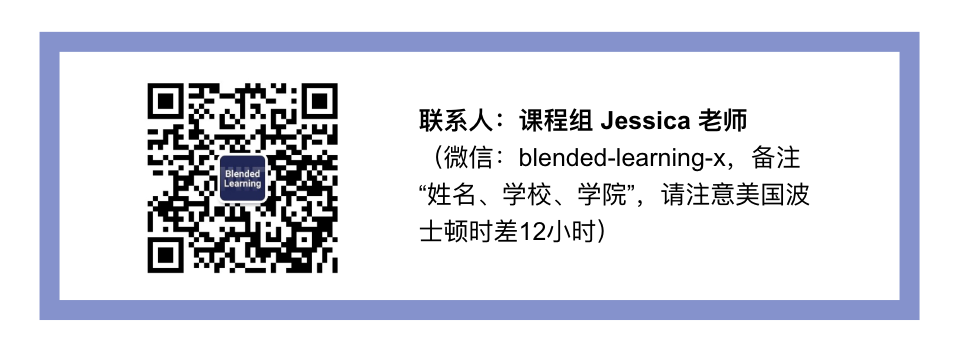 Blended
Learning
联系人：课程组 Jessica 老师
（微信：blended-learning-x，备注
“姓名、学校、学院”，请注意美国波
士顿时差12小时）